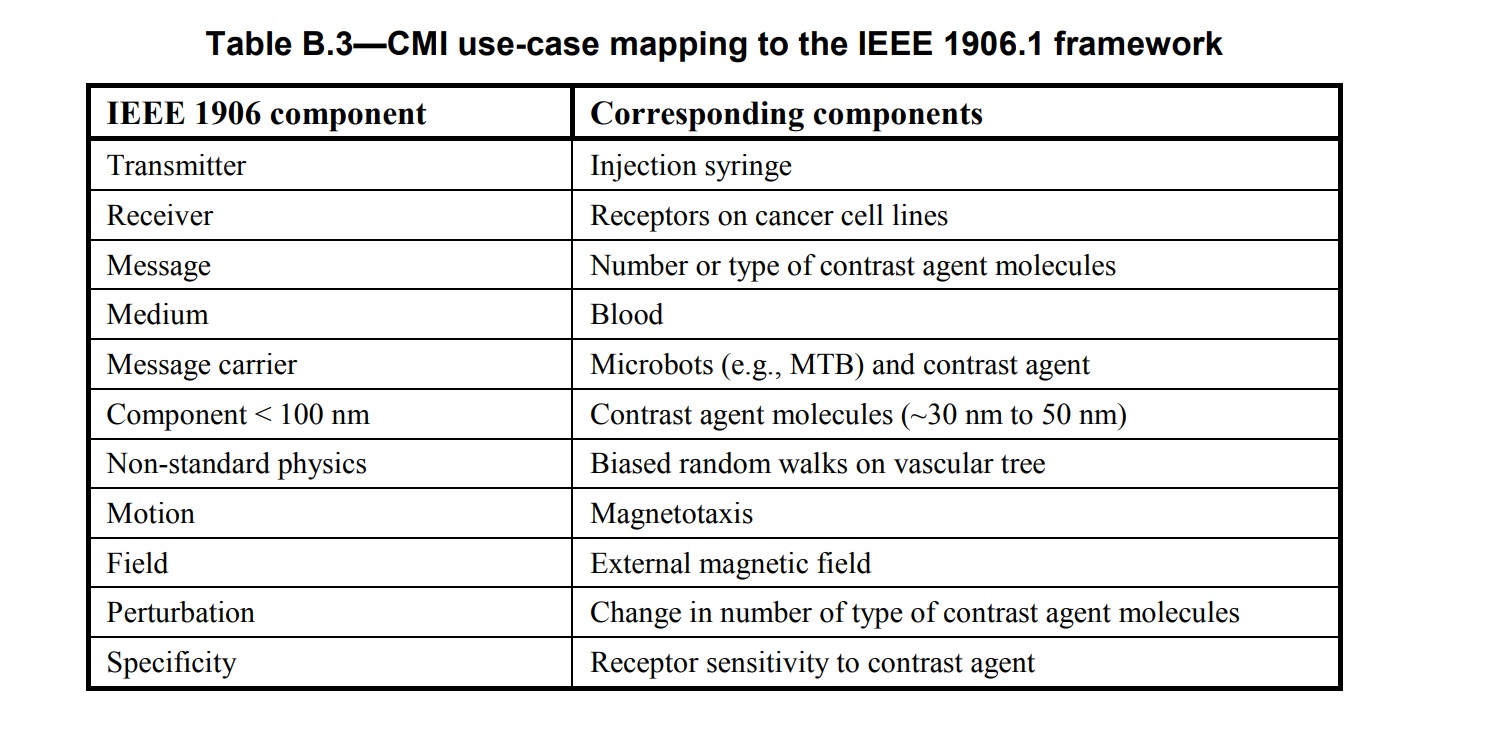 Table B.3—CMI use-case mapping to the IEEE 1906.1 framework
IEEE 1906 component Corresponding components
Transmitter Injection syringe
Receiver Receptors on cancer cell lines
Message Number or type of contrast agent molecules
Medium Blood
Message carrier Microbots (e.g., MTB) and contrast agent
Component < 100 nm Contrast agent molecules (~30 nm to 50 nm)
Non-standard physics Biased random walks on vascular tree
Motion Magnetotaxis
Field External magnetic field
Perturbation Change in number of type of contrast agent molecules
Specificity Receptor sensitivity to contrast agent